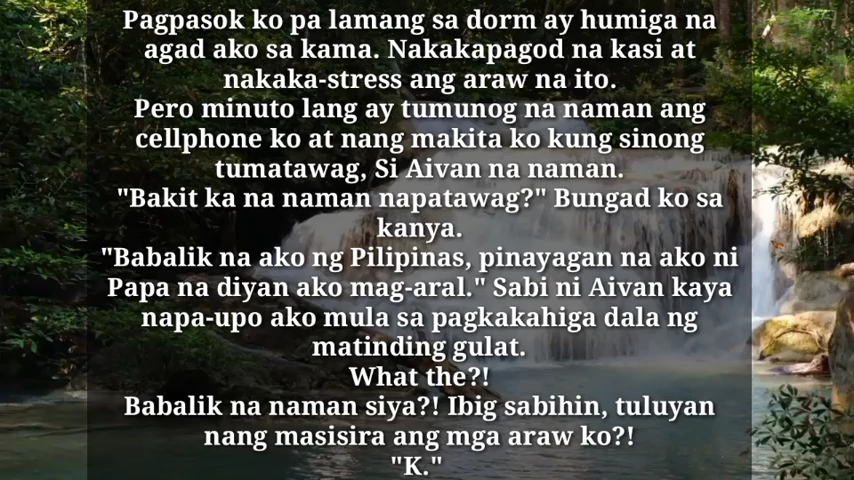 Pagpasok ko pa lamang sa dorm ay humiga na
agad ako sa kama. Nakakapagod na kasi at
nakaka-stress ang araw na ito.
Pero minuto lang ay tumunog na naman ang
cellphone ko at nang makita ko kung sinong
tumatawag, Si Aivan na naman.
"Bakit ka na naman napatawag?" Bungad ko sa
kanya.
"Babalik na ako ng Pilipinas, pinayagan na ako ni
Papa na diyan ako mag-aral." Sabi ni Aivan kaya
napa-upo ako mula sa pagkakahiga dala ng
matinding gulat.
What the?!
Babalik na naman siya?! Ibig sabihin, tuluyan
nang masisira ang mga araw ko?!
"K."